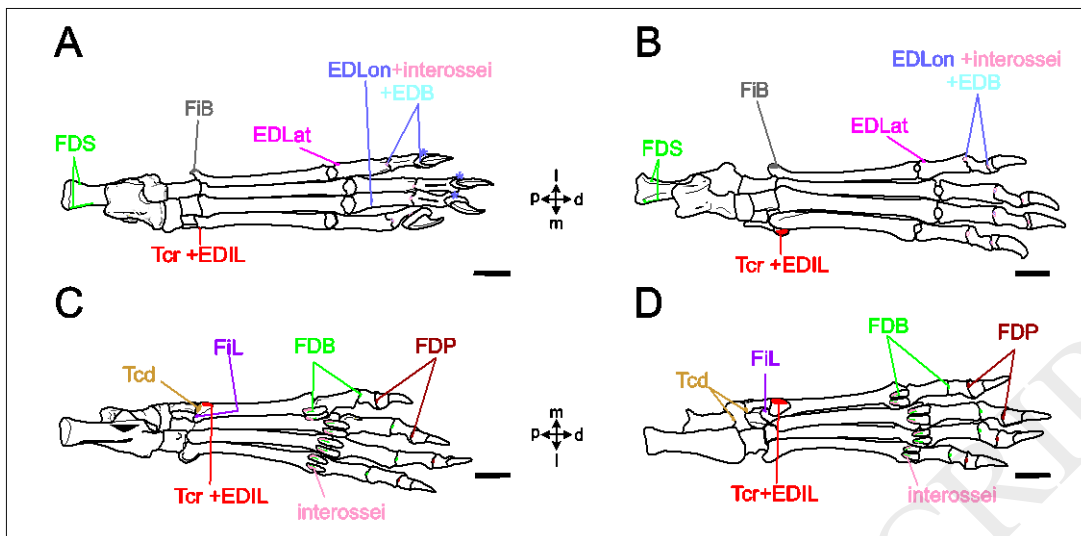 A
EDLon+interossei
+EDB
FiB
EDLat
FDS
Tcr +EDIL
B
EDLon +interossei
+EDB
FiB
EDLat
FDS
Tcr +EDIL
l
p d
m
C
FDB
FiL
FDP
Tcd
Tcr +EDIL
interossei
D
FDB
FDP
FiL
Tcd
Tcr+EDIL
interossei
m
p d
l